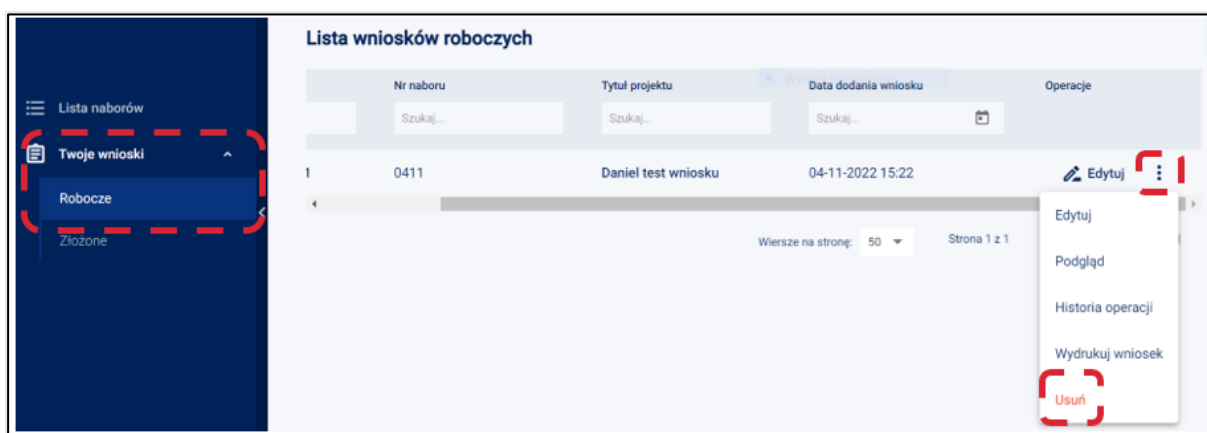 Lista wniosków roboczych
Lista naborów
Twoje wnioski
Robocze
Złożone
Nr naboru
Tytuł projektu
Data dodania wniosku
Operacje
Szukaj...
Szukaj...
Szukaj...
1
0411
Daniel test wniosku
04-11-2022 15:22
Edytuj
Wiersze na stronę: 50
Strona 1 z 1
Edytuj
Podgląd
Historia operacji
Wydrukuj wniosek
Usuń